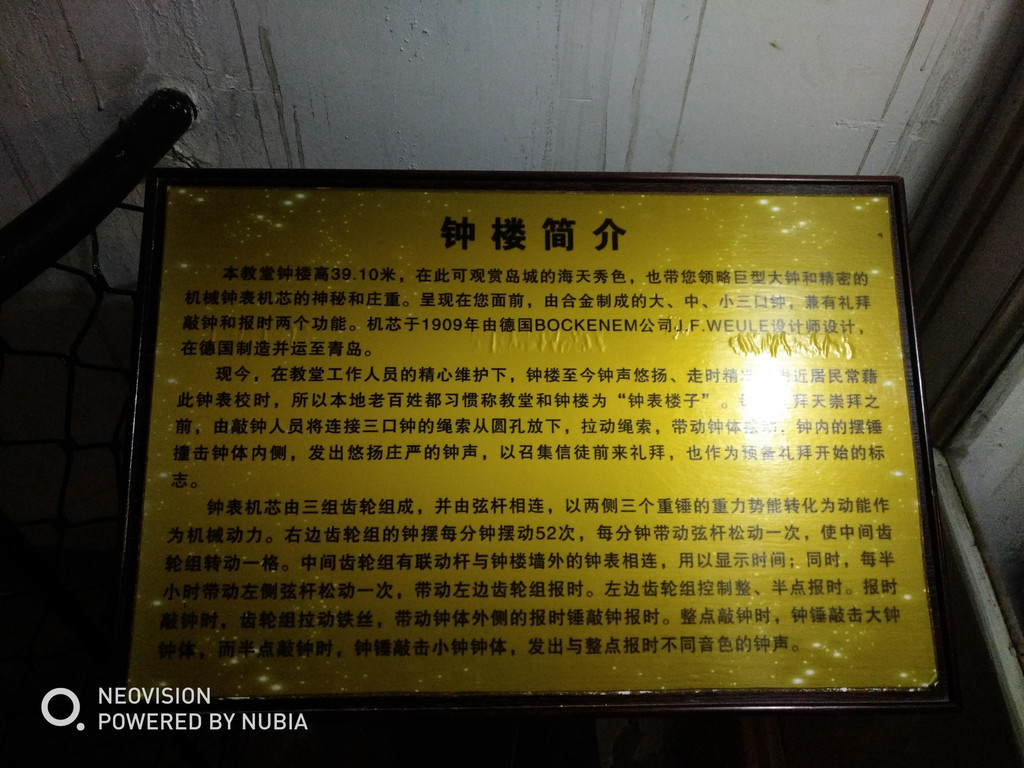 钟楼简介
本教堂钟楼高39.10米，在此可观赏岛城的海天秀色，也带您领略巨型大钟和精密的
机械钟表机芯的神秘和庄重。呈现在您面前，由合金制成的大、中、小三口钟，兼有礼拜
敲钟和报时两个功能。机芯于1909年由德国BOCKENEM公司J.F.WEULE设计师设计，
在德国制造并运至青岛。
现今，在教堂工作人员的精心维护下，钟楼至今钟声悠扬、走时精 近居民常藉
此钟表校时，所以本地老百姓都习惯称教堂和钟楼为“钟表楼子”。 拜天崇拜之
前，由敲钟人员将连接三口钟的绳索从圆孔放下，拉动绳索，带动钟体 钟内的摆锤
撞击钟体内侧，发出悠扬庄严的钟声，以召集信徒前来礼拜，也作为预备礼拜开始的标
志。
钟表机芯由三组齿轮组成，并由弦杆相连，以两侧三个重锤的重力势能转化为动能作
为机械动力。右边齿轮组的钟摆每分钟摆动52次，每分钟带动弦杆松动一次，使中间齿
轮组转动一格。中间齿轮组有联动杆与钟楼墙外的钟表相连，用以显示时间；同时，每半
小时带动左侧弦杆松动一次，带动左边齿轮组报时。左边齿轮组控制整、半点报时。报时
敲钟时，齿轮组拉动铁丝，带动钟体外侧的报时锤敲钟报时。整点敲钟时，钟锤敲击大钟
钟体，而半点敲钟时，钟锤敲击小钟钟体，发出与整点报时不同音色的钟声。
NEOVISION
POWERED BY NUBIA